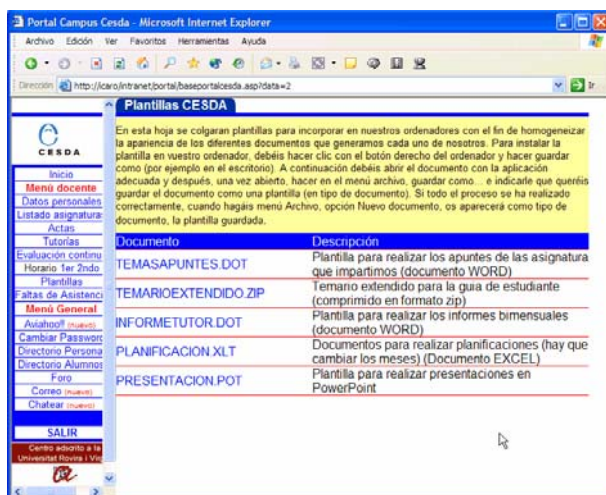 Portal Campus Cesda - Microsoft Internet Explorer
Archivo Edición Ver Favoritos Herramientas Ayuda
Dirección http://icaro/intranet/portal/baseportalcesda.asp?data=2 Ir
Plantillas CESDA
CESDA
Inicio
Menú docente
Datos personales
Listado asignatura
Actas
Tutorías
Evaluación continu
Horario 1er 2ndo
Plantillas
Faltas de Asistenci
Menú General
Aviahoo!! (nuevo)
Cambiar Passworc
Directorio Persona
Directorio Alumnos
Foro
Correo (nuevo)
Chatear (nuevo)
SALIR
Centro adscrito a la
Universitat Rovira i Virg
En esta hoja se colgaran plantillas para incorporar en nuestros ordenadores con el fin de homogeneizar
la apariencia de los diferentes documentos que generamos cada uno de nosotros. Para instalar la
plantilla en vuestro ordenador, debéis hacer clic con el botón derecho del ordenador y hacer guardar
como (por ejemplo en el escritorio). A continuación debéis abrir el documento con la aplicación
adecuada y después, una vez abierto, hacer en el menú archivo, guardar como... e indicarle que queréis
guardar el documento como una plantilla (en tipo de documento). Si todo el proceso se ha realizado
correctamente, cuando hagáis menú Archivo, opción Nuevo documento, os aparecerá como tipo de
documento, la plantilla guardada.
Documento Descripción
TEMASAPUNTES.DOT Plantilla para realizar los apuntes de las asignatura
que impartimos (documento WORD)
TEMARIOEXTENDIDO.ZIP Temario extendido para la guia de estudiante
(comprimido en formato zip)
INFORMETUTOR.DOT Plantilla para realizar los informes bimensuales
(documento WORD)
PLANIFICACION.XLT Documentos para realizar planificaciones (hay que
cambiar los meses) (Documento EXCEL)
PRESENTACION.POT Plantilla para realizar presentaciones en
PowerPoint